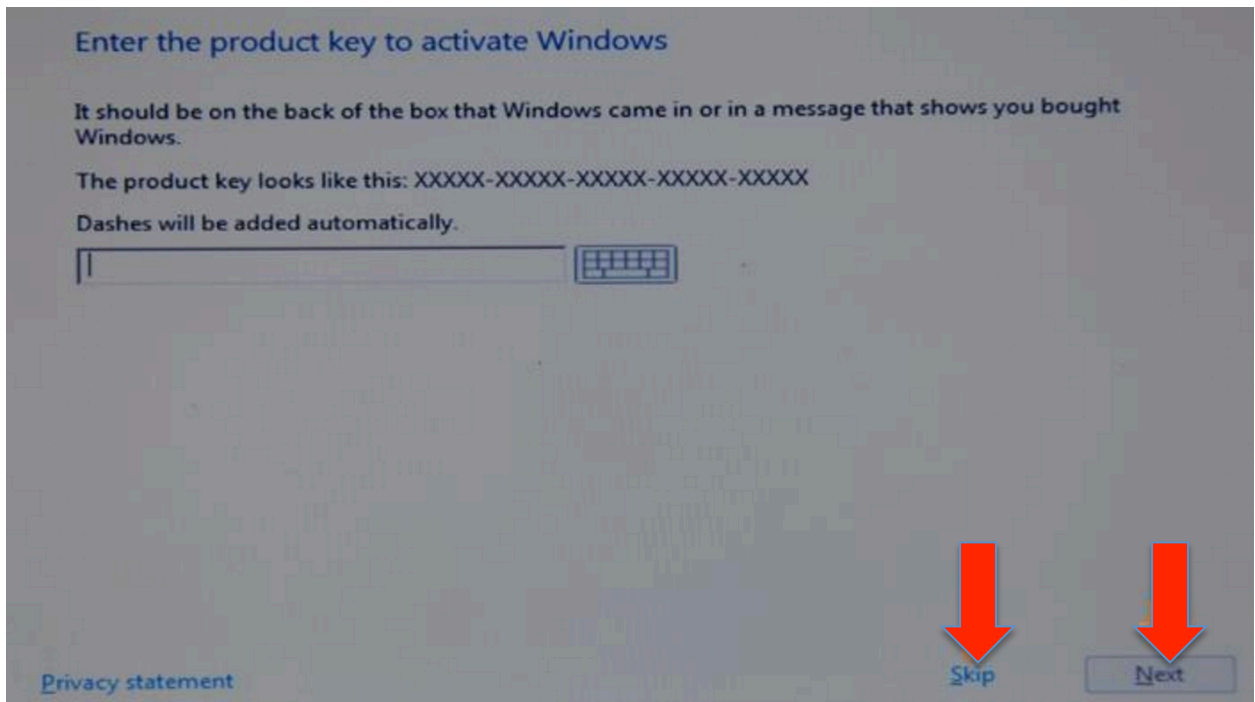 Enter the product key to activate Windows
It should be on the back of the box that Windows came in or in a message that shows you bought
Windows.
The product key looks like this: XXXXX-XXXXX-XXXXX-XXXXX-XXXXX
Dashes will be added automatically.
Privacy statement
Skip
Next